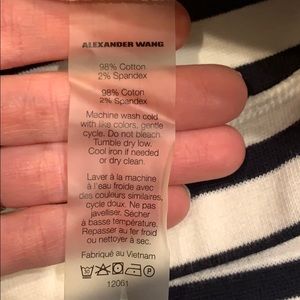 ALEXANDER WANG
98% Cotton
2% Spandex
98% Coton
2% Spandex
Machine wash cold
with like colors, gentle
cycle. Do not bleach.
Tumble dry low.
Cool iron if needed
or dry clean.
Laver à la machine
à l'eau froide avec
des couleurs similaires,
cycle doux. Ne pas
javelliser. Secher
à basse température.
Repasser au fer froid
ou nettoyer à sec.
Fabriqué au Vietnam
12061